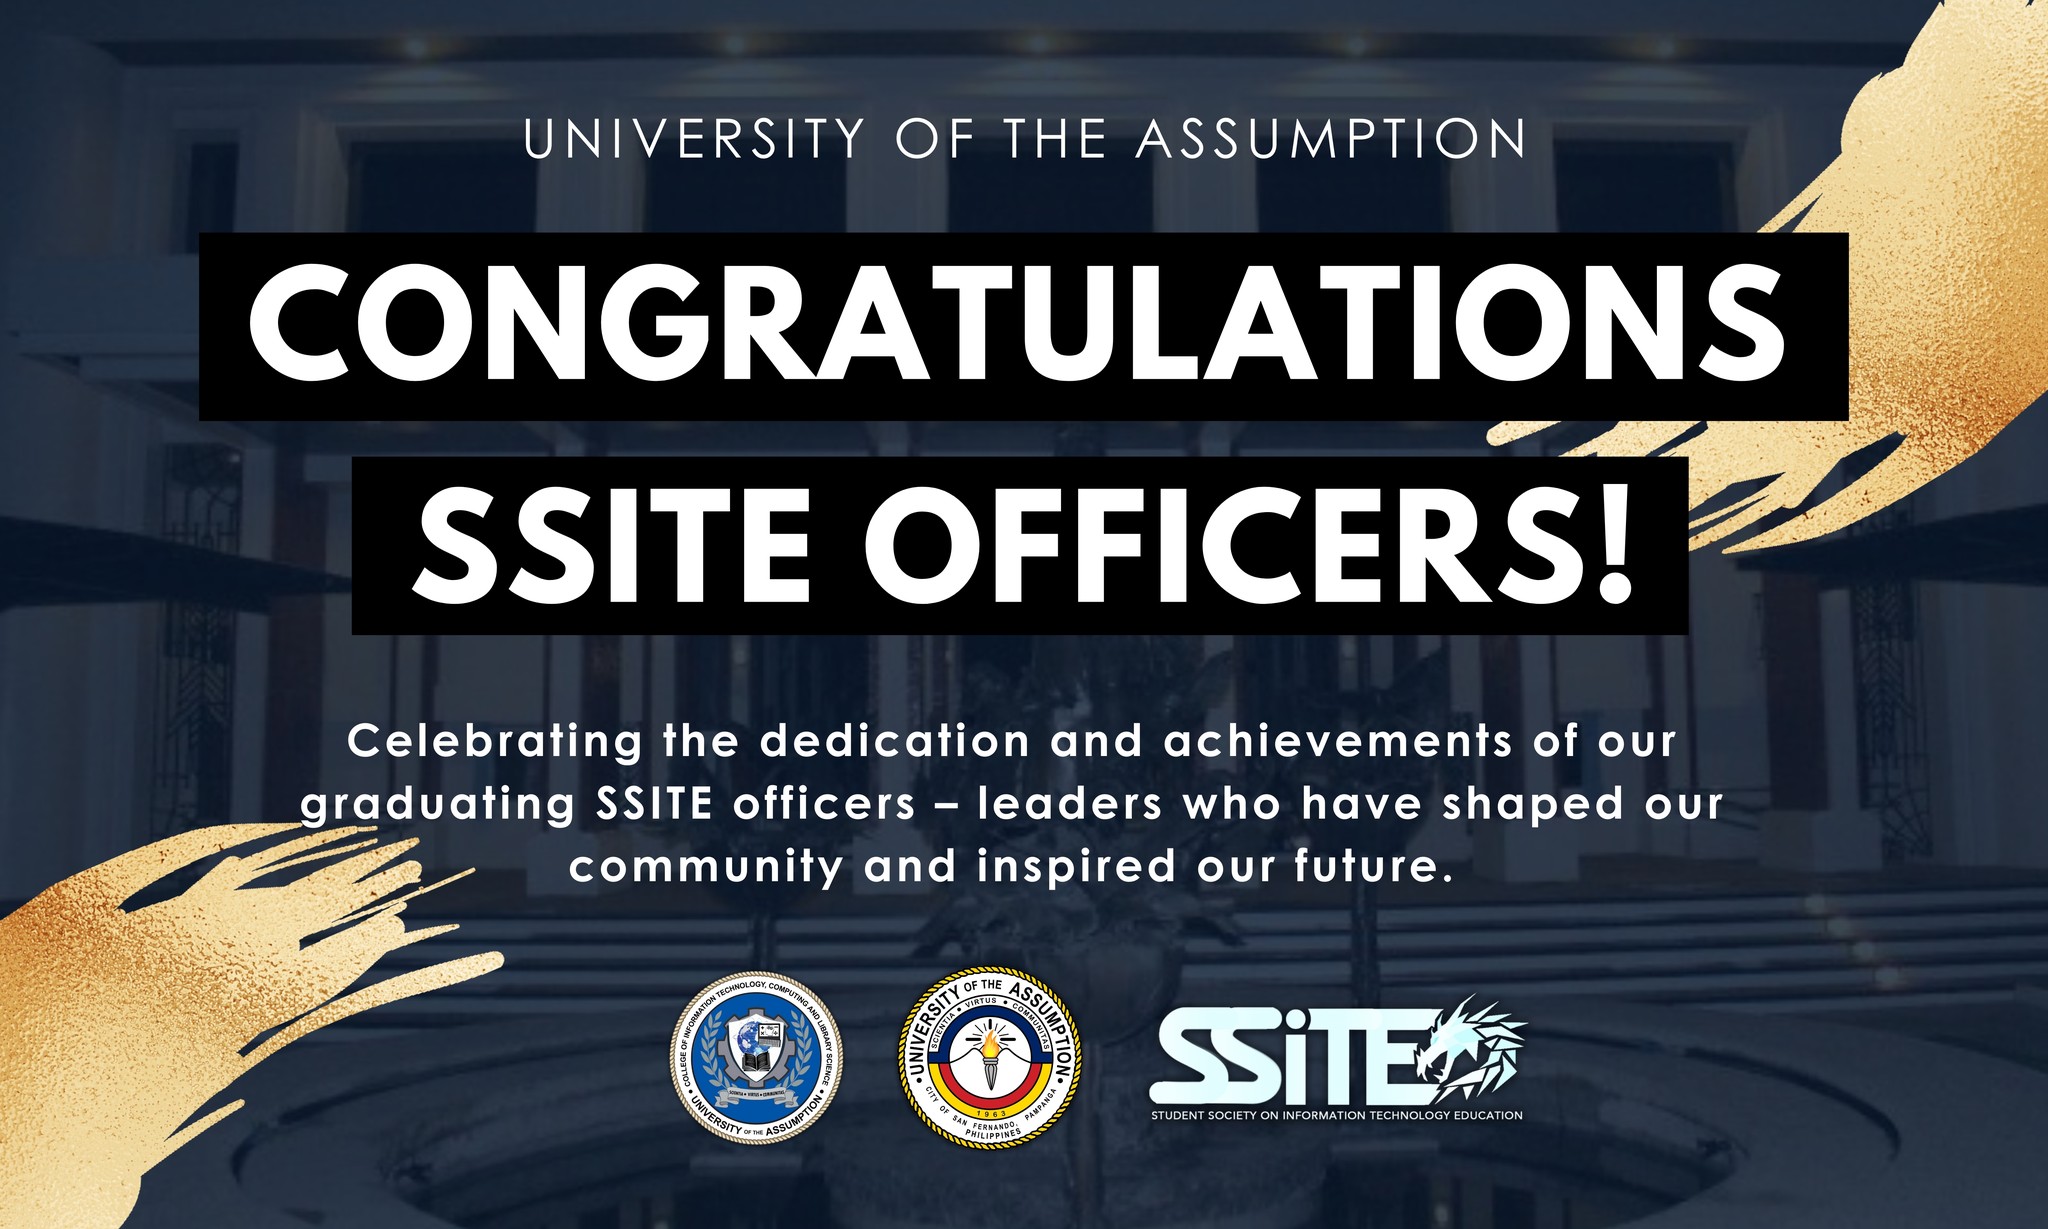 UNIVERSITY OF THE ASSUMPTION
CONGRATULATIONS
SSITE OFFICERS!
Celebrating the dedication and achievements of our
graduating SSITE officers – leaders who have shaped our
community and inspired our future.
COLLEGE OF INFORMATION TECHNOLOGY, COMPUTING AND LIBRARY SCIENCE
SCIENTIA • VIRTUS • COMMUNITAS
UNIVERSITY OF THE ASSUMPTION
UNIVERSITY OF THE ASSUMPTION
SCIENTIA • VIRTUS • COMMUNITAS
1963
CITY OF SAN FERNANDO, PAMPANGA
PHILIPPINES
SSiTE
STUDENT SOCIETY ON INFORMATION TECHNOLOGY EDUCATION